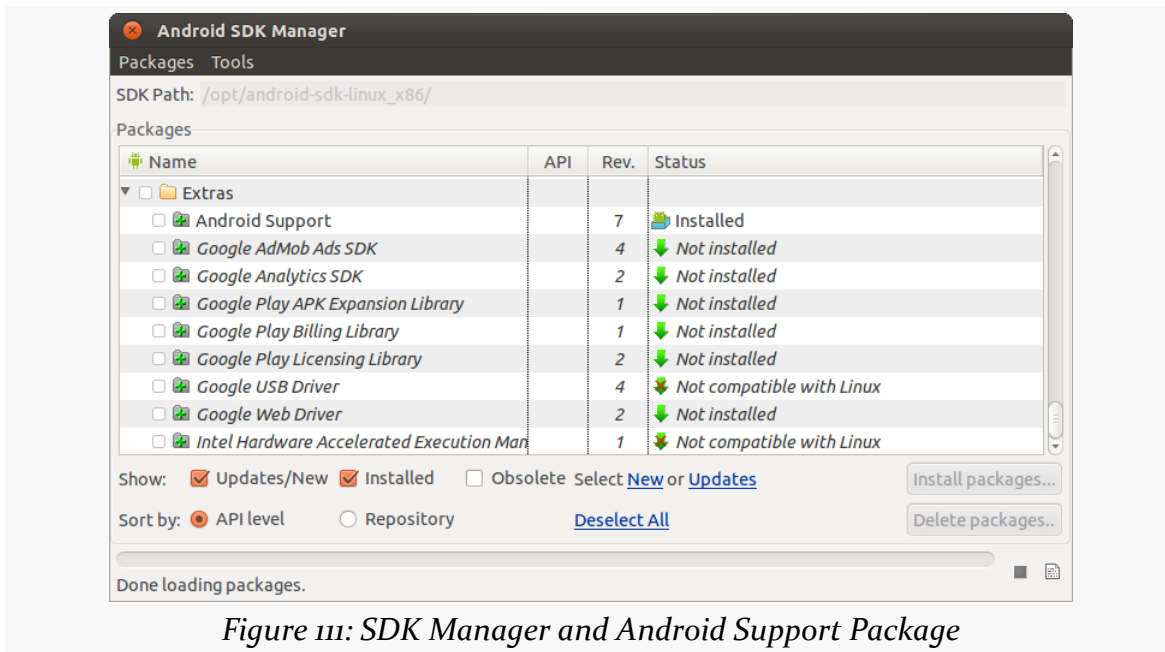 Android SDK Manager
Packages Tools
SDK Path: /opt/android-sdk-linux_x86/
Packages
Name API Rev. Status
Extras
Android Support 7 Installed
Google AdMob Ads SDK 4 Not installed
Google Analytics SDK 2 Not installed
Google Play APK Expansion Library 1 Not installed
Google Play Billing Library 1 Not installed
Google Play Licensing Library 2 Not installed
Google USB Driver 4 Not compatible with Linux
Google Web Driver 2 Not installed
Intel Hardware Accelerated Execution Man 1 Not compatible with Linux
Show: Updates/New Installed Obsolete Select New or Updates Install packages...
Sort by: API level Repository Deselect All Delete packages..
Done loading packages.
Figure 111: SDK Manager and Android Support Package